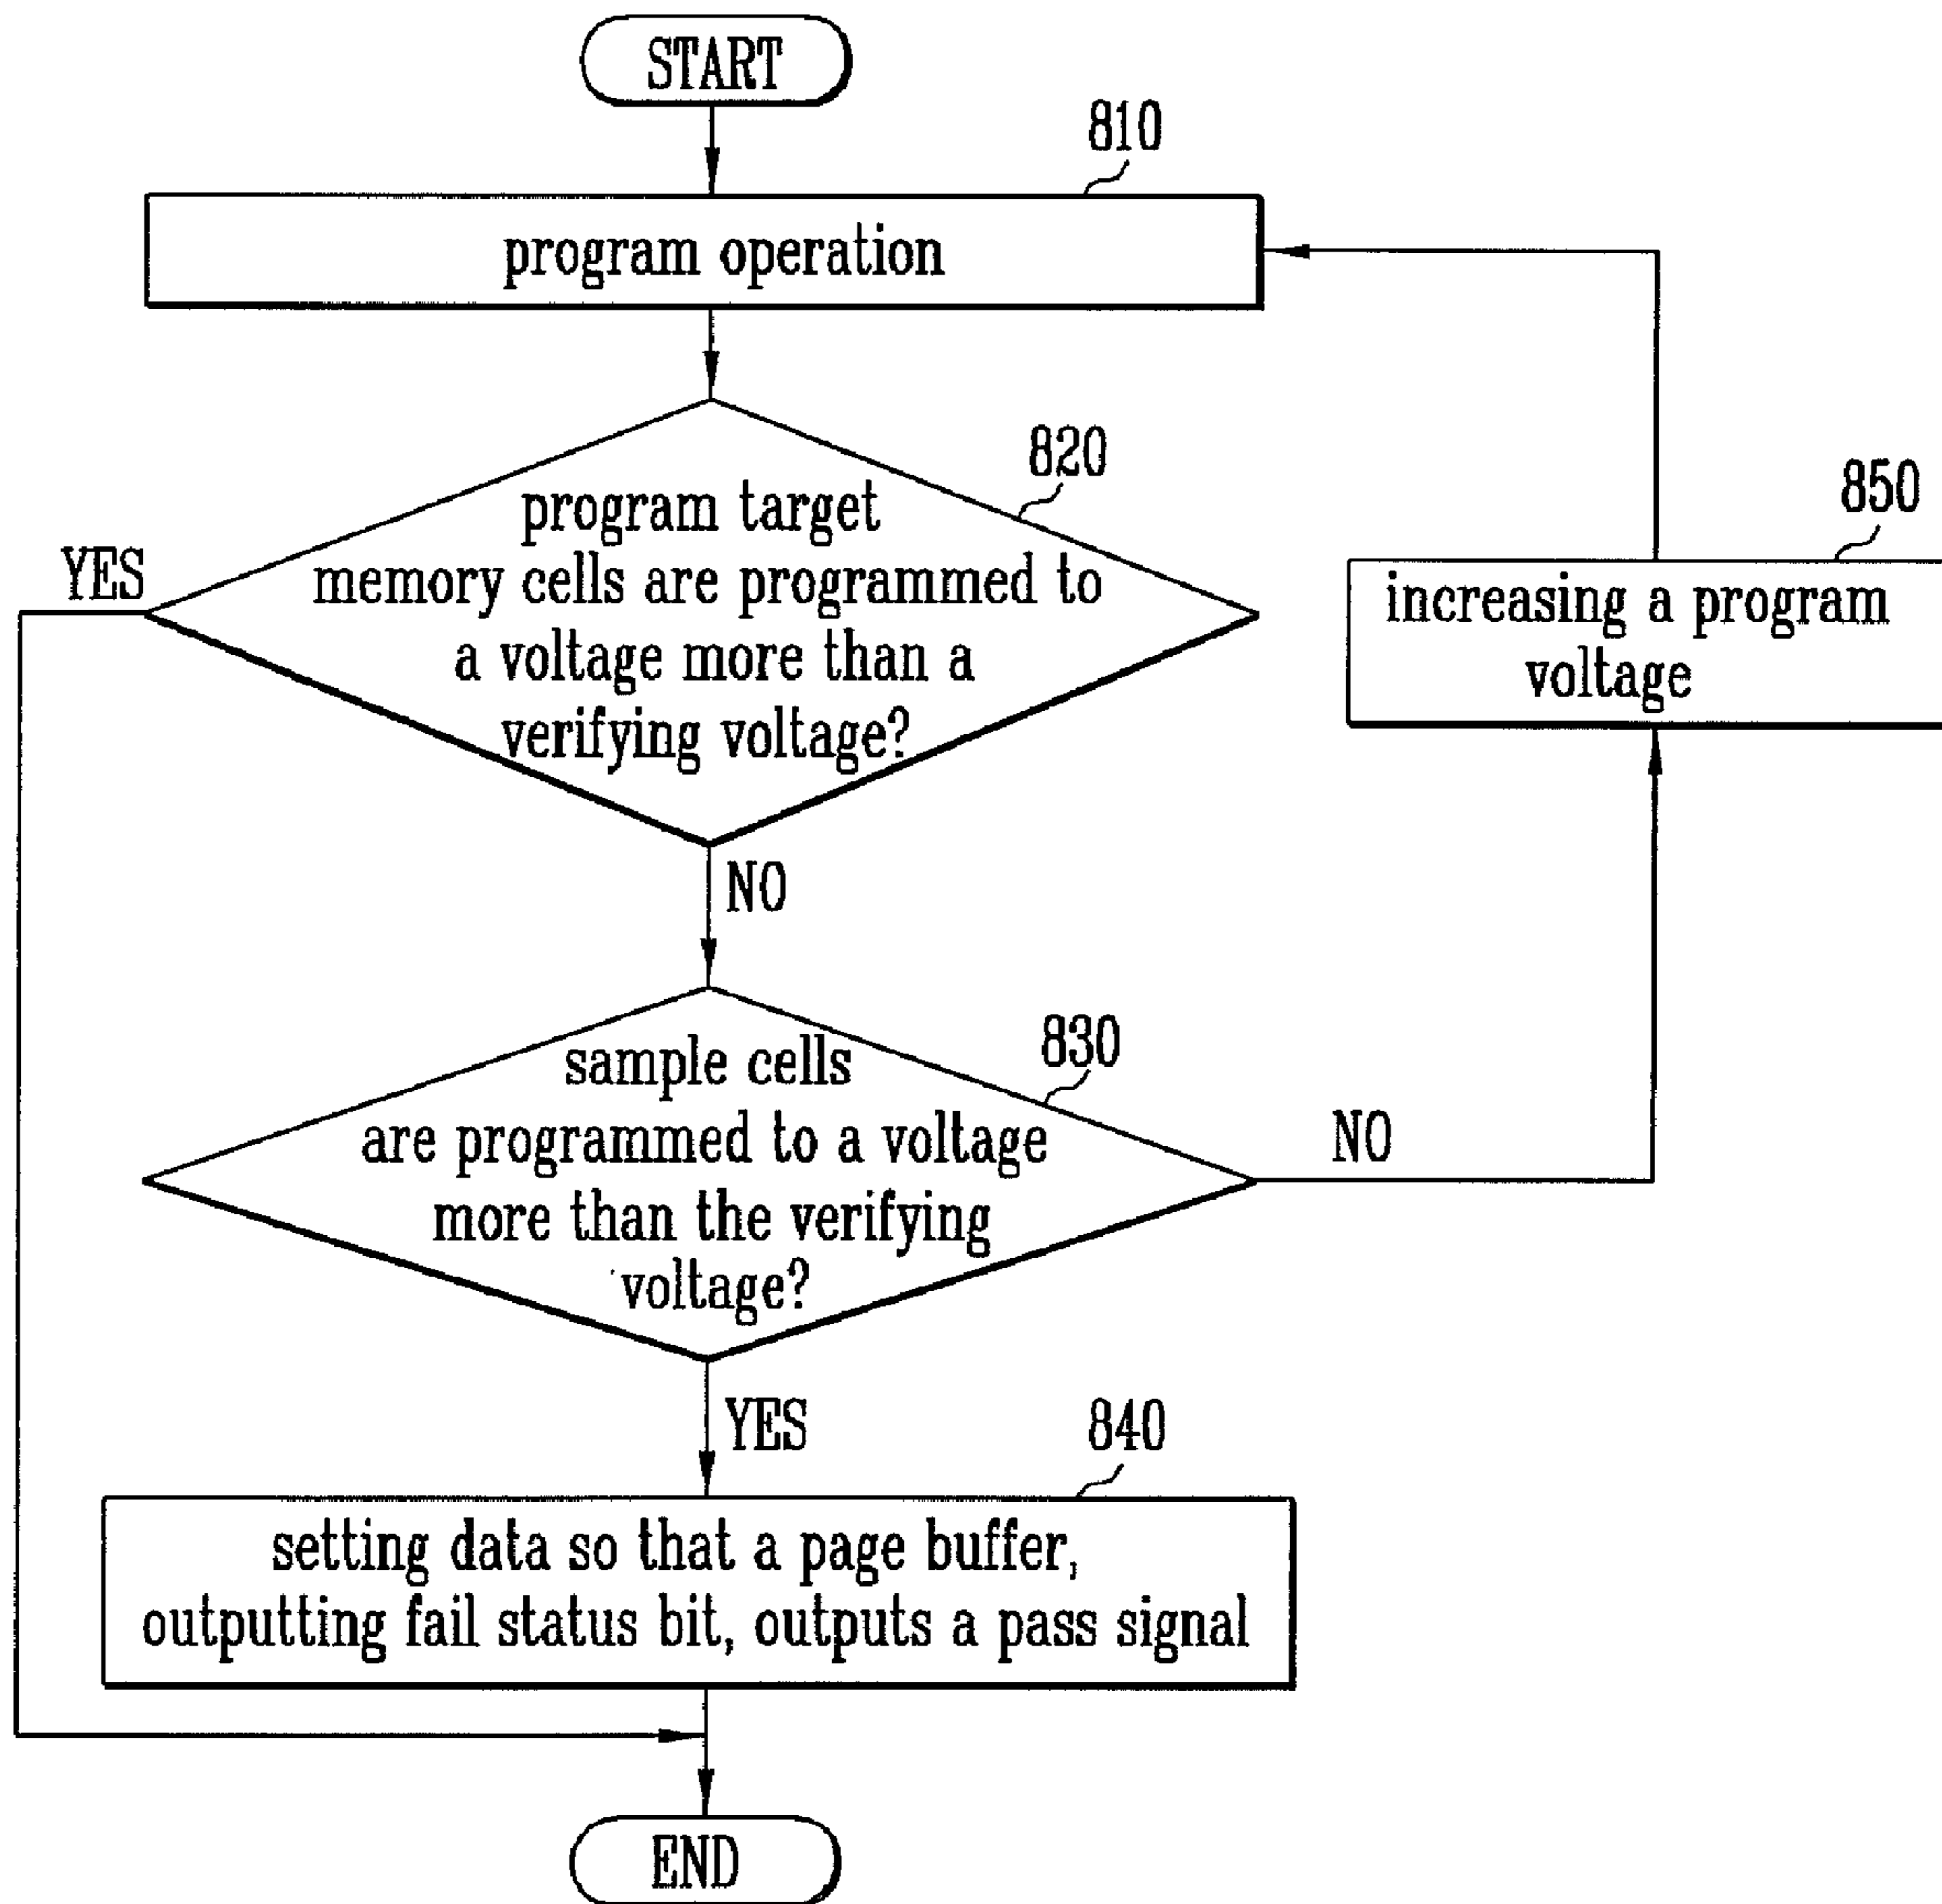 START
810
program operation
820
program target
memory cells are programmed to
a voltage more than a
verifying voltage?
YES
850
increasing a program
voltage
NO
830
sample cells
are programmed to a voltage
more than the verifying
voltage?
NO
YES
840
setting data so that a page buffer,
outputting fail status bit, outputs a pass signal
END